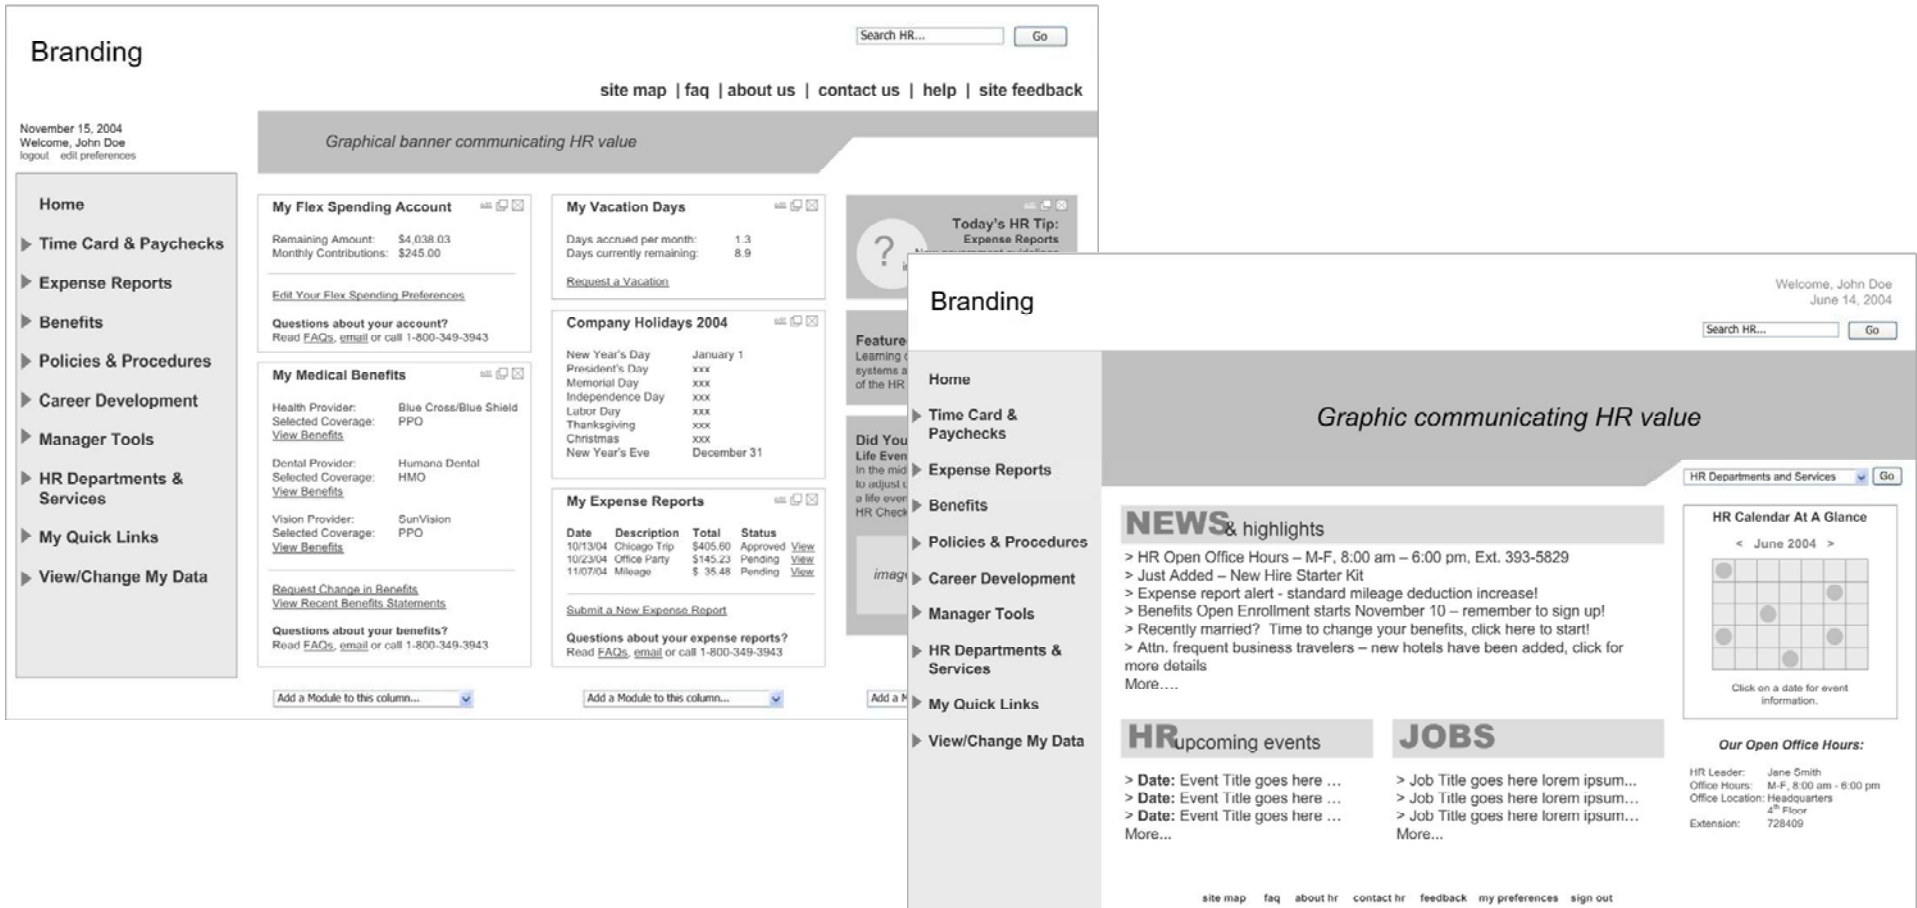 Branding
Search HR...
Go
site map | faq | about us | contact us | help | site feedback
November 15, 2004
Welcome, John Doe
logout edit preferences
Graphical banner communicating HR value
Home
Time Card & Paychecks
Expense Reports
Benefits
Policies & Procedures
Career Development
Manager Tools
HR Departments &
Services
My Quick Links
View/Change My Data
My Flex Spending Account
edit
Remaining Amount: $4,038.03
Monthly Contributions: $245.00
Edit Your Flex Spending Preferences
Questions about your account?
Read FAQs, email or call 1-800-349-3943
My Medical Benefits
edit
Health Provider: Blue Cross/Blue Shield
Selected Coverage: PPO
View Benefits
Dental Provider: Humana Dental
Selected Coverage: HMO
View Benefits
Vision Provider: SunVision
Selected Coverage: PPO
View Benefits
Request Change in Benefits
View Recent Benefits Statements
Questions about your benefits?
Read FAQs, email or call 1-800-349-3943
Add a Module to this column...
My Vacation Days
edit
Days accrued per month: 1.3
Days currently remaining: 8.9
Request a Vacation
Company Holidays 2004
edit
New Year's Day January 1
President's Day xxx
Memorial Day xxx
Independence Day xxx
Labor Day xxx
Thanksgiving xxx
Christmas xxx
New Year's Eve December 31
My Expense Reports
edit
Date Description Total Status
10/13/04 Chicago Trip $405.60 Approved View
10/23/04 Office Party $145.23 Pending View
11/07/04 Mileage $ 35.48 Pending View
Submit a New Expense Report
Questions about your expense reports?
Read FAQs, email or call 1-800-349-3943
Add a Module to this column...
edit
?
Today's HR Tip:
Expense Reports
Feature
Learning
systems a
of the HR
Did You
Life Even
In the mid
to adjust
a life even
HR Check
imag
Add a M
Branding
Welcome, John Doe
June 14, 2004
Search HR...
Go
Home
Time Card &
Paychecks
Expense Reports
Benefits
Policies & Procedures
Career Development
Manager Tools
HR Departments &
Services
My Quick Links
View/Change My Data
Graphic communicating HR value
HR Departments and Services
Go
NEWS & highlights
> HR Open Office Hours – M-F, 8:00 am – 6:00 pm, Ext. 393-5829
> Just Added – New Hire Starter Kit
> Expense report alert - standard mileage deduction increase!
> Benefits Open Enrollment starts November 10 – remember to sign up!
> Recently married? Time to change your benefits, click here to start!
> Attn. frequent business travelers – new hotels have been added, click for
more details
More....
HR upcoming events
> Date: Event Title goes here ...
> Date: Event Title goes here ...
> Date: Event Title goes here ...
More...
JOBS
> Job Title goes here lorem ipsum...
> Job Title goes here lorem ipsum...
> Job Title goes here lorem ipsum...
More...
HR Calendar At A Glance
< June 2004 >
Click on a date for event
information.
Our Open Office Hours:
HR Leader: Jane Smith
Office Hours: M-F, 8:00 am - 6:00 pm
Office Location: Headquarters
4th Floor
Extension: 728409
site map faq about hr contact hr feedback my preferences sign out